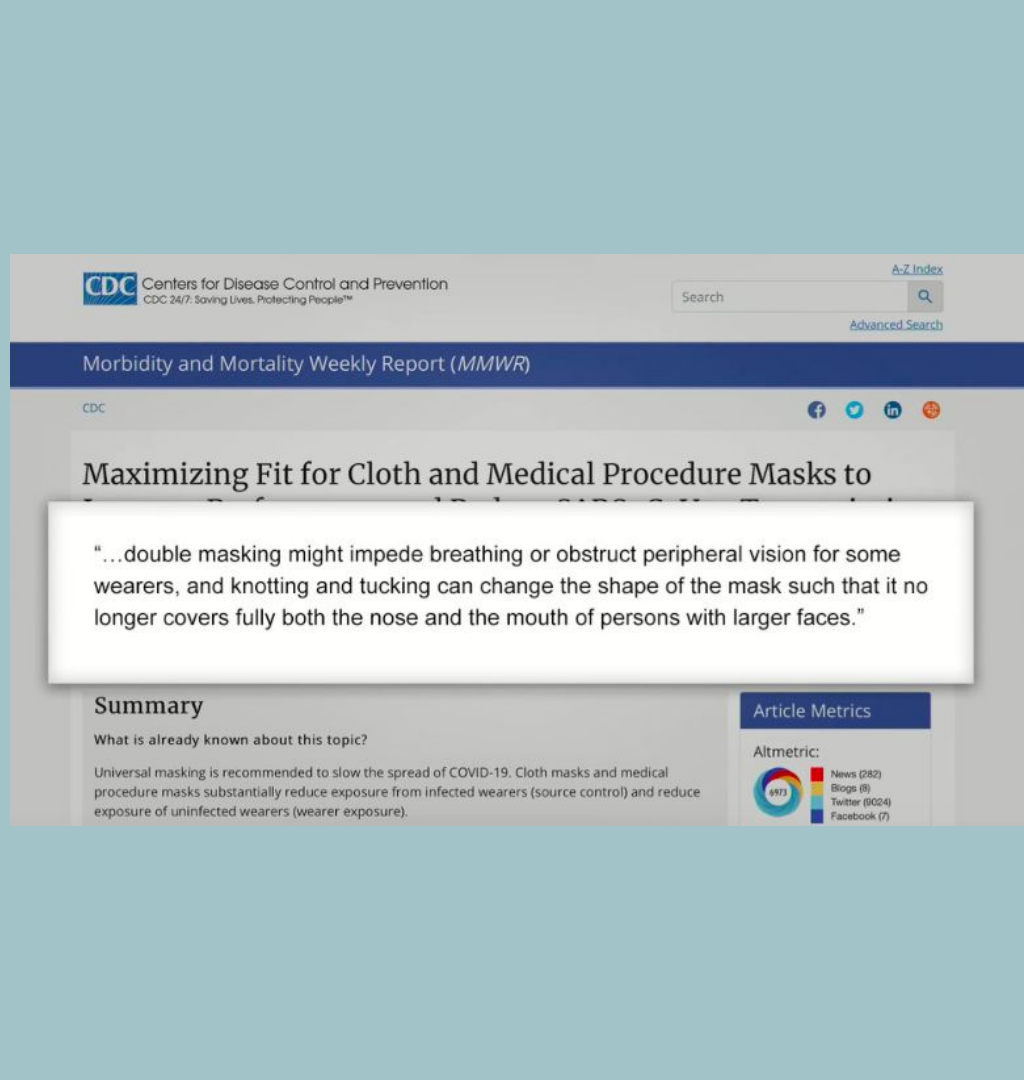 CDC Centers for Disease Control and Prevention
CDC 24/7: Saving Lives, Protecting People™
A-Z Index
Search
Advanced Search
Morbidity and Mortality Weekly Report (MMWR)
CDC
Maximizing Fit for Cloth and Medical Procedure Masks to
“…double masking might impede breathing or obstruct peripheral vision for some
wearers, and knotting and tucking can change the shape of the mask such that it no
longer covers fully both the nose and the mouth of persons with larger faces.”
Summary
What is already known about this topic?
Universal masking is recommended to slow the spread of COVID-19. Cloth masks and medical
procedure masks substantially reduce exposure from infected wearers (source control) and reduce
exposure of uninfected wearers (wearer exposure).
Article Metrics
Altmetric:
6973
News (282)
Blogs (8)
Twitter (9024)
Facebook (7)